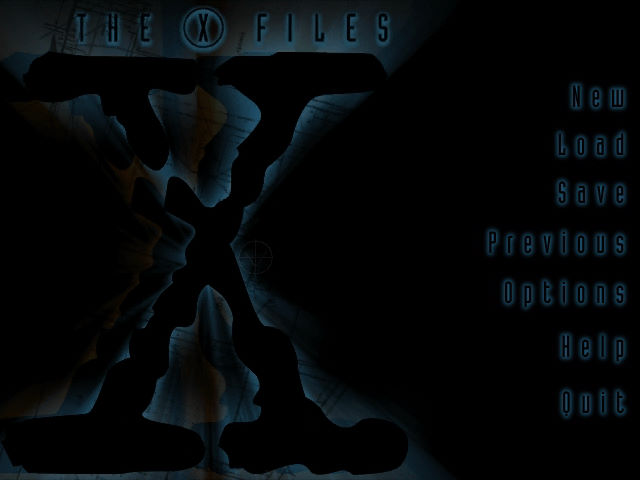 THE X FILES
New
Load
Save
Previous
Options
Help
Quit